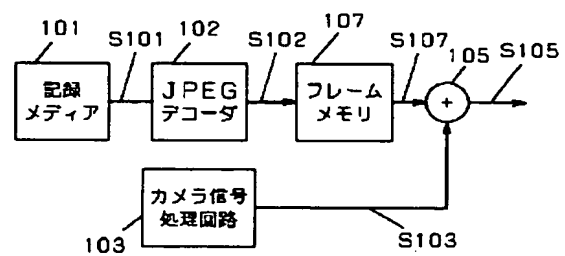 101
S101
102
S102
107
S107
105
S105
記録
メディア
JPEG
デコーダ
フレーム
メモリ
+
カメラ信号
処理回路
103
S103